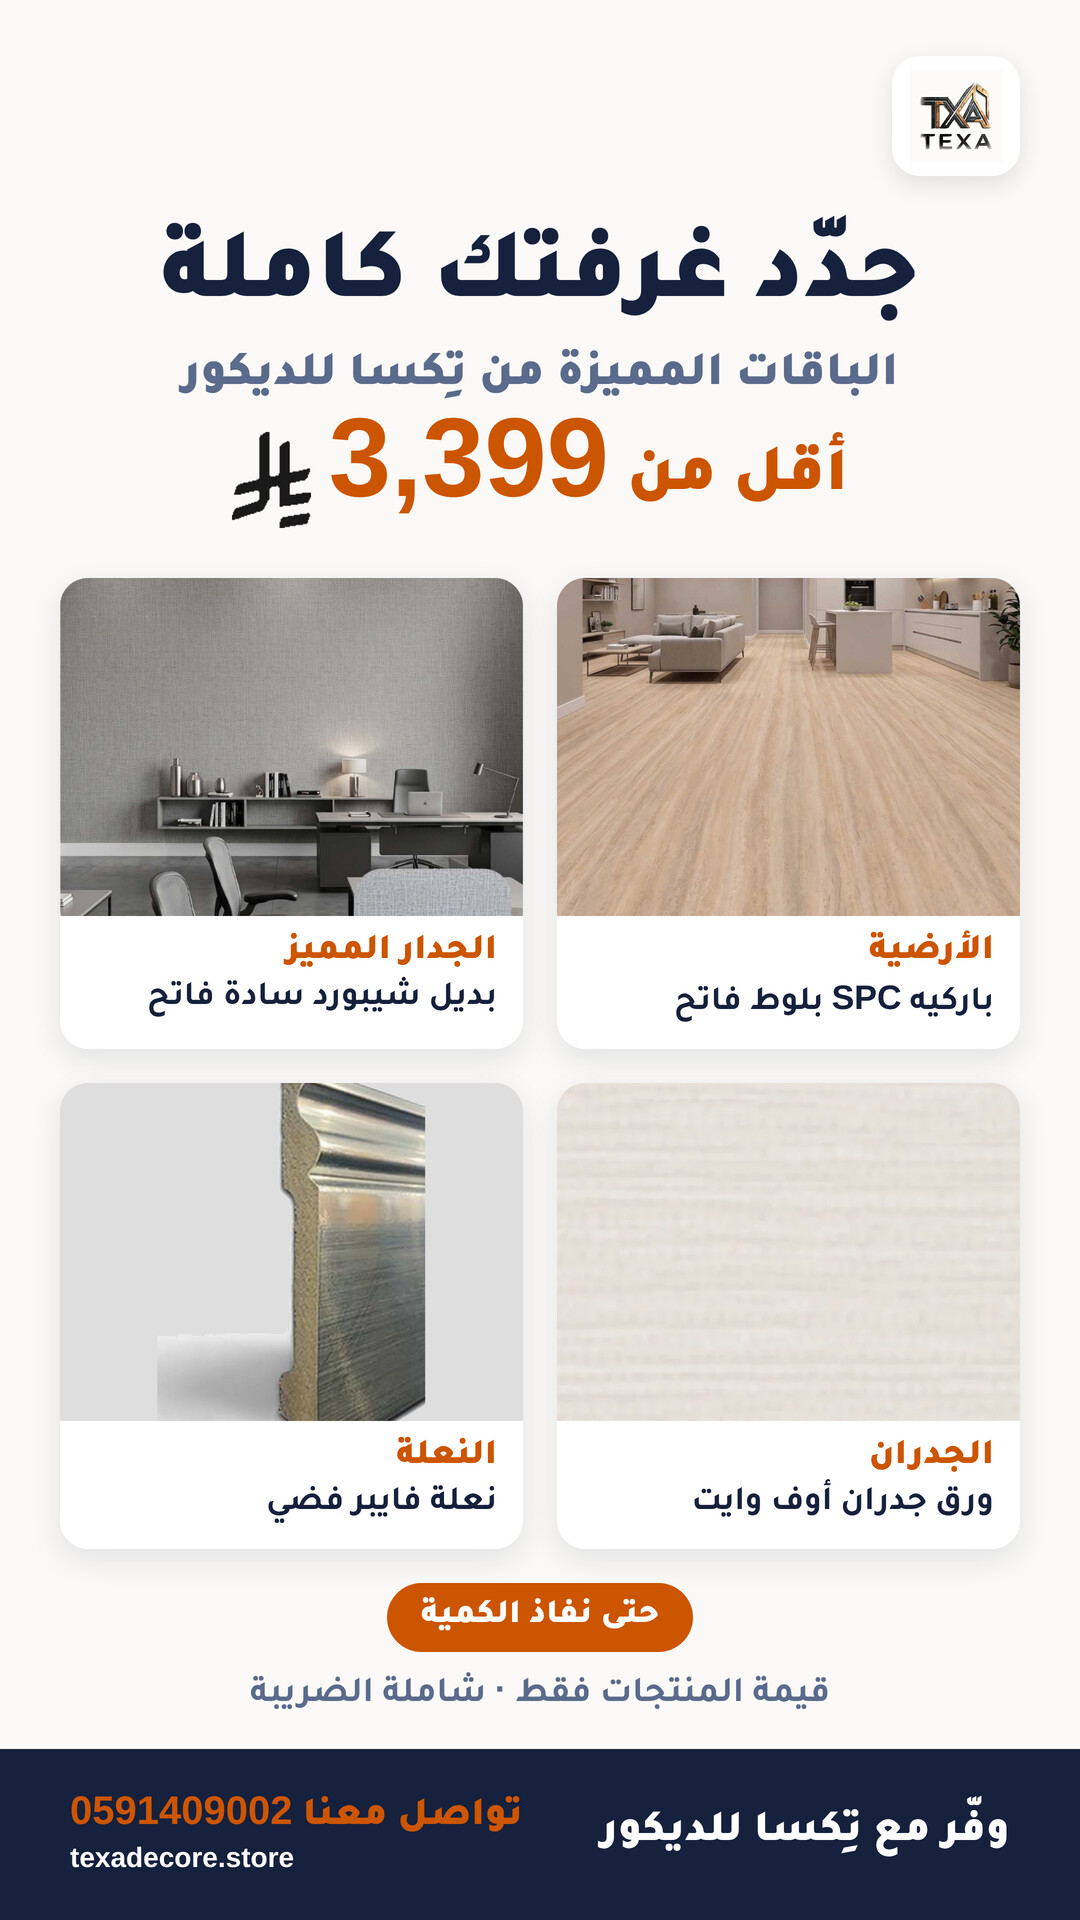 TXA
TEXA
جدّد غرفتك كاملة
الباقات المميزة من تِكسا للديكور
أقل من 3,399 ⃁
الأرضية
باركيه SPC بلوط فاتح
الجدار المميز
بديل شيبورد سادة فاتح
الجدران
ورق جدران أوف وايت
النعلة
نعلة فايبر فضي
حتى نفاذ الكمية
قيمة المنتجات فقط · شاملة الضريبة
وفّر مع تِكسا للديكور
تواصل معنا 0591409002
texadecore.store